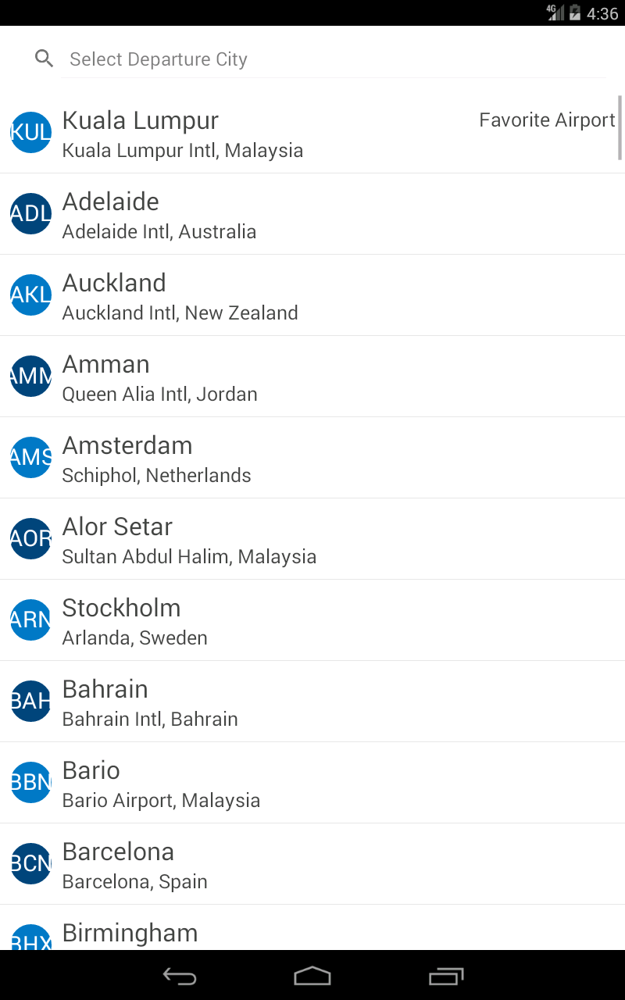 4G 4:36
Select Departure City
KUL Kuala Lumpur Favorite Airport
Kuala Lumpur Intl, Malaysia
ADL Adelaide
Adelaide Intl, Australia
AKL Auckland
Auckland Intl, New Zealand
AMM Amman
Queen Alia Intl, Jordan
AMS Amsterdam
Schiphol, Netherlands
AOR Alor Setar
Sultan Abdul Halim, Malaysia
ARN Stockholm
Arlanda, Sweden
BAH Bahrain
Bahrain Intl, Bahrain
BBN Bario
Bario Airport, Malaysia
BCN Barcelona
Barcelona, Spain
BHX Birmingham